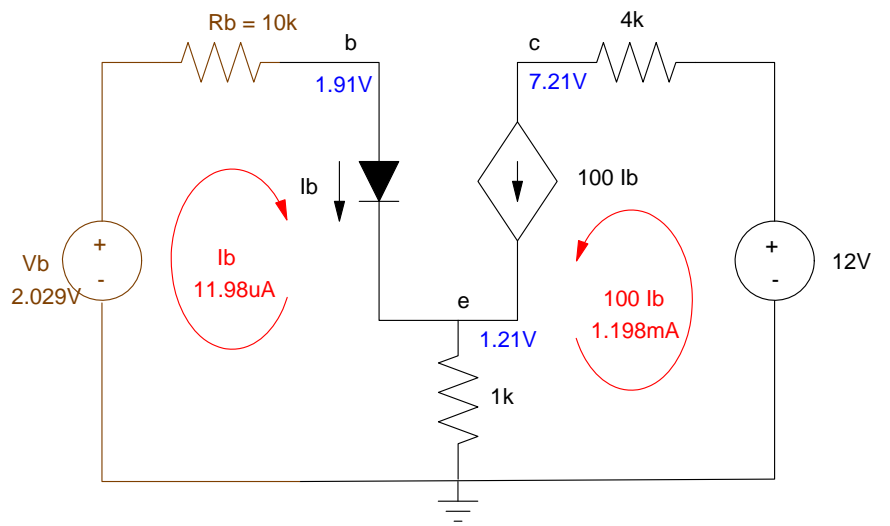 Rb = 10k
b
c
4k
1.91V
7.21V
Ib
100 Ib
+
-
Vb
2.029V
Ib
11.98uA
e
1.21V
100 Ib
1.198mA
+
-
12V
1k